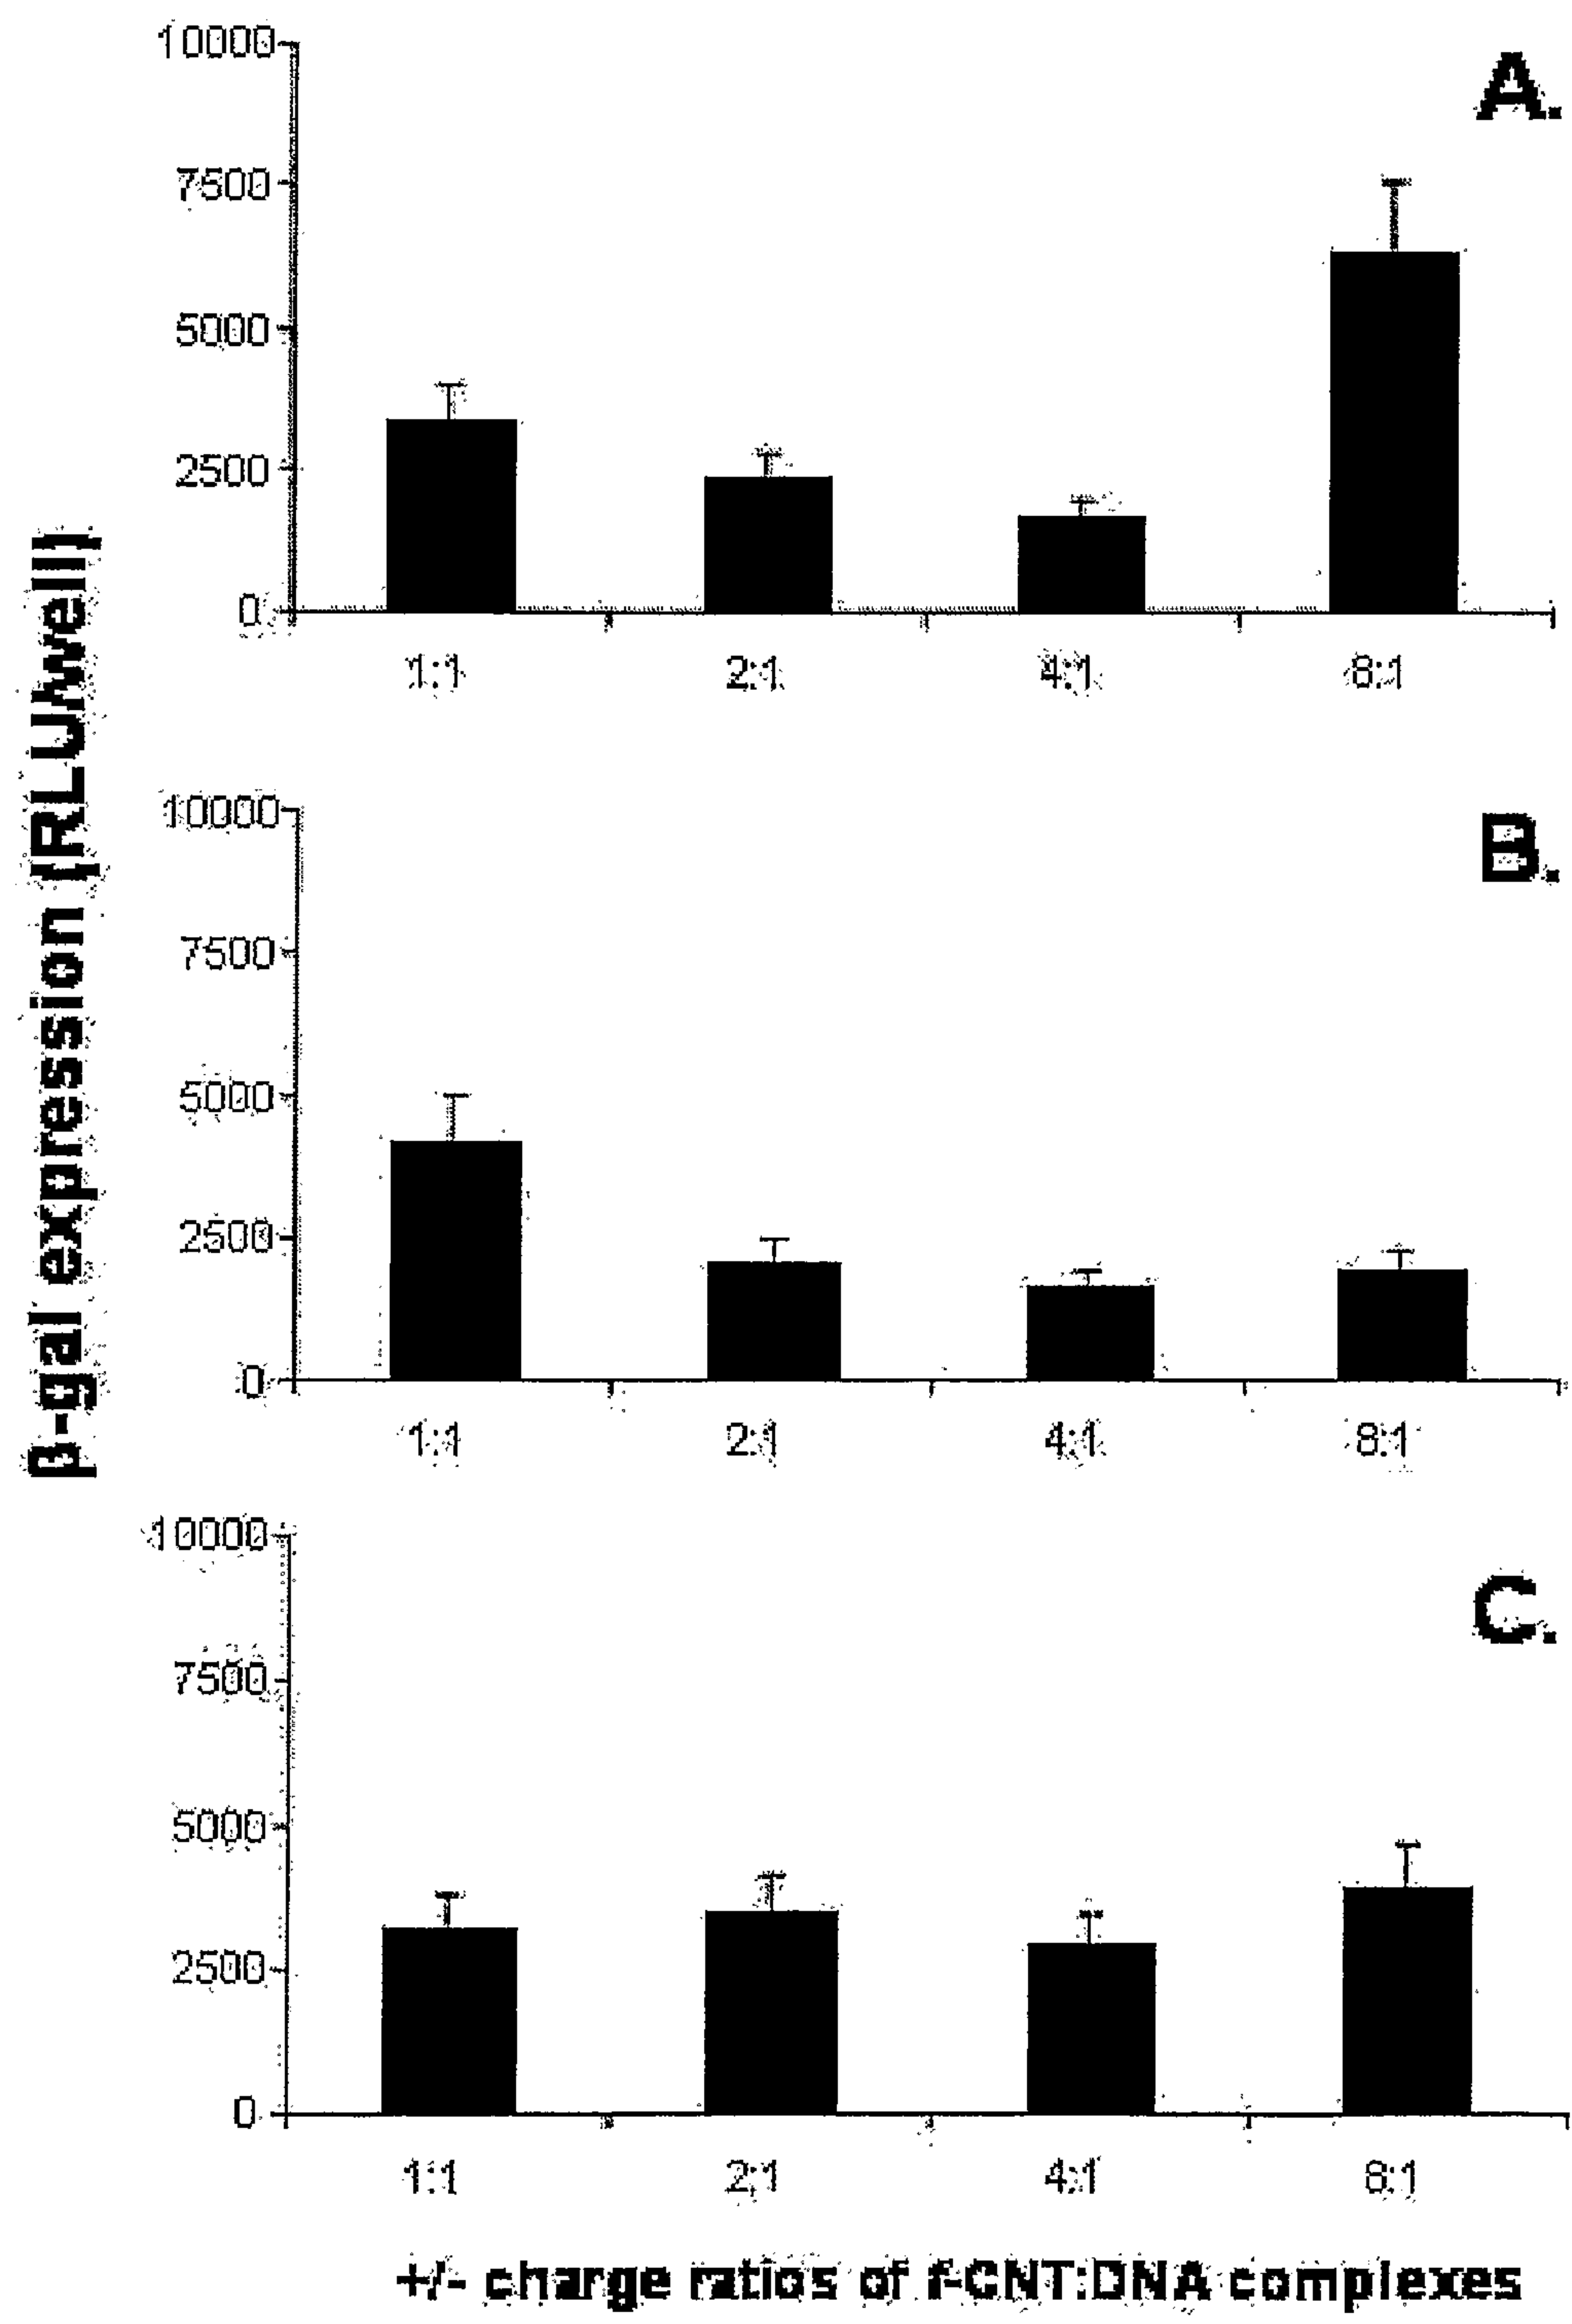 β-gal expression (RLU/well)
A.
10000
7500
5000
2500
0
1:1 2:1 4:1 8:1
B.
10000
7500
5000
2500
0
1:1 2:1 4:1 8:1
C.
10000
7500
5000
2500
0
1:1 2:1 4:1 8:1
+/- charge ratios of f-CNT:DNA complexes